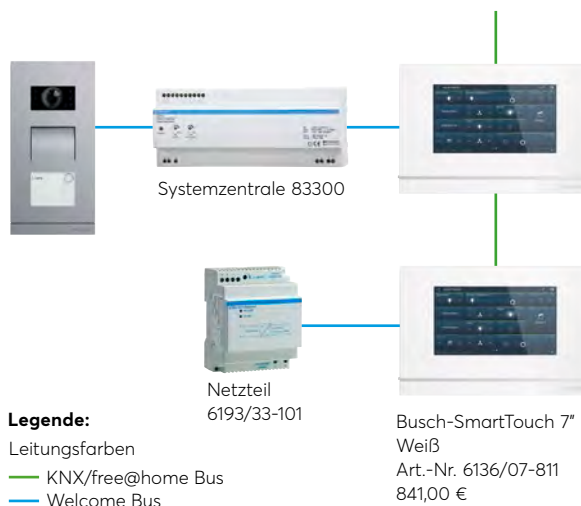 Systemzentrale 83300
Netzteil
6193/33-101
Legende:
Leitungsfarben
KNX/free@home Bus
Welcome Bus
Busch-SmartTouch 7"
Weiß
Art.-Nr. 6136/07-811
841,00 €